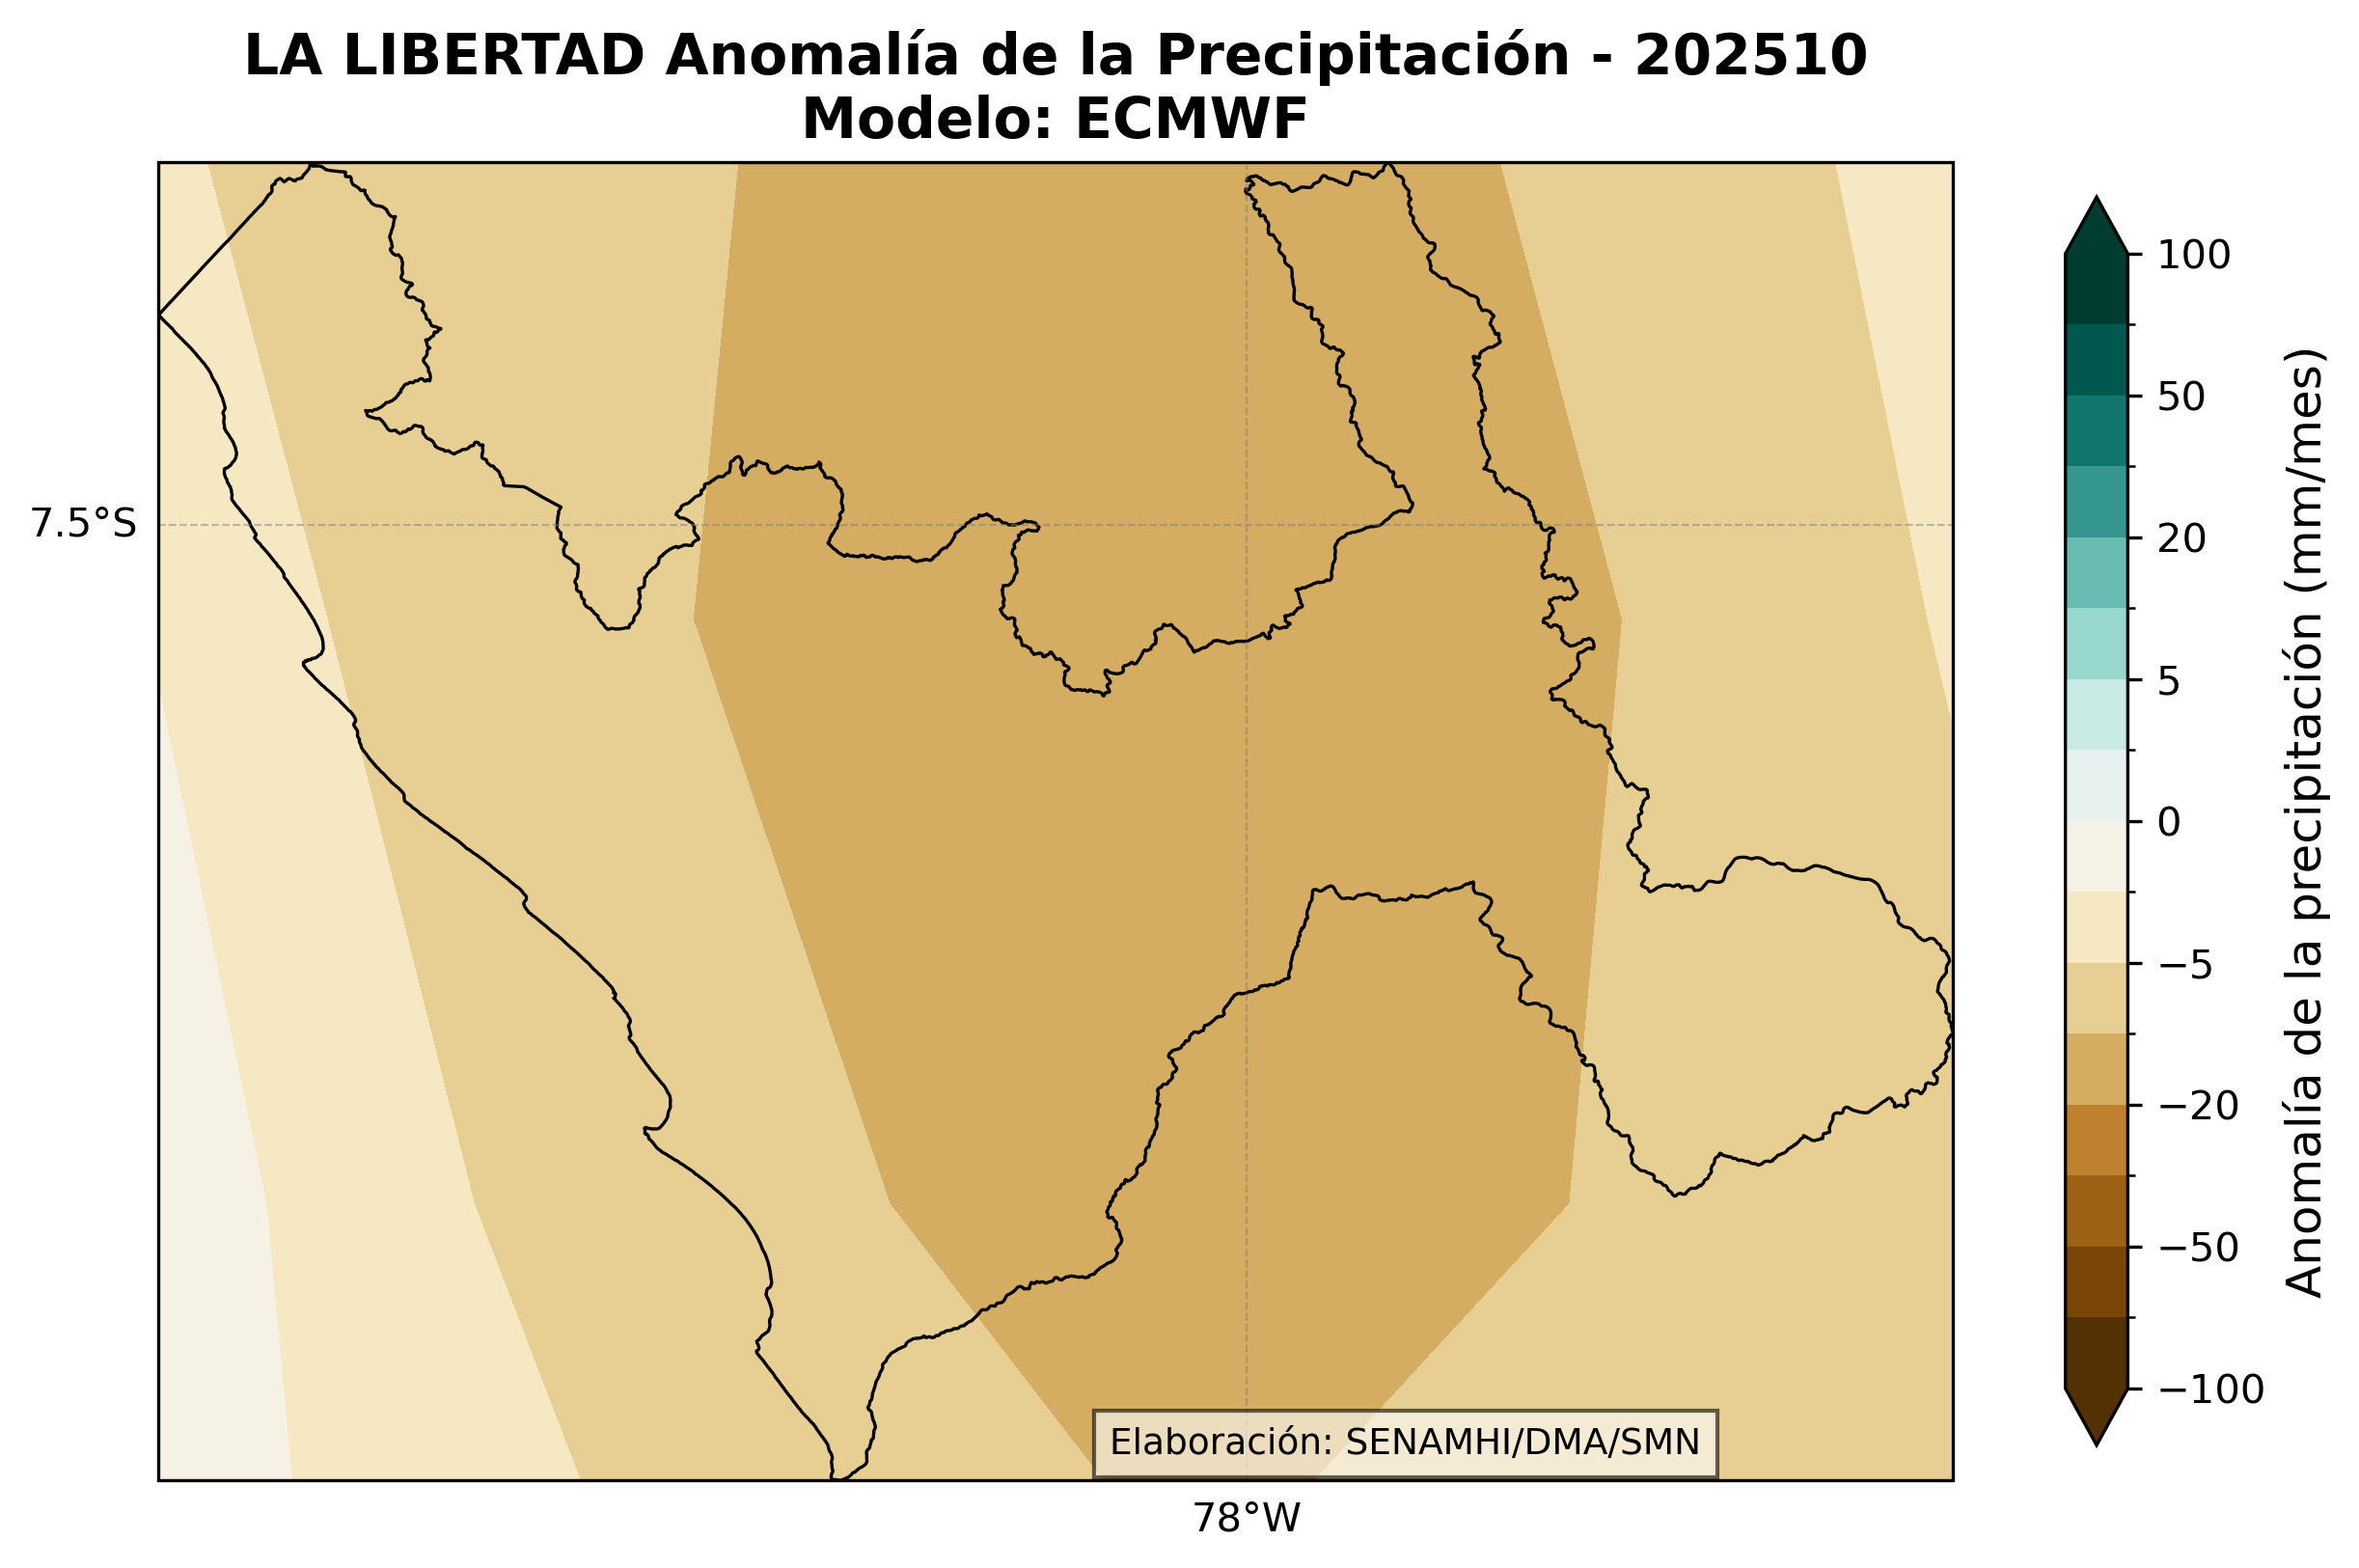 LA LIBERTAD Anomalía de la Precipitación - 202510
Modelo: ECMWF
7.5°S
78°W
Elaboración: SENAMHI/DMA/SMN
100
50
20
5
0
−5
−20
−50
−100
Anomalía de la precipitación (mm/mes)